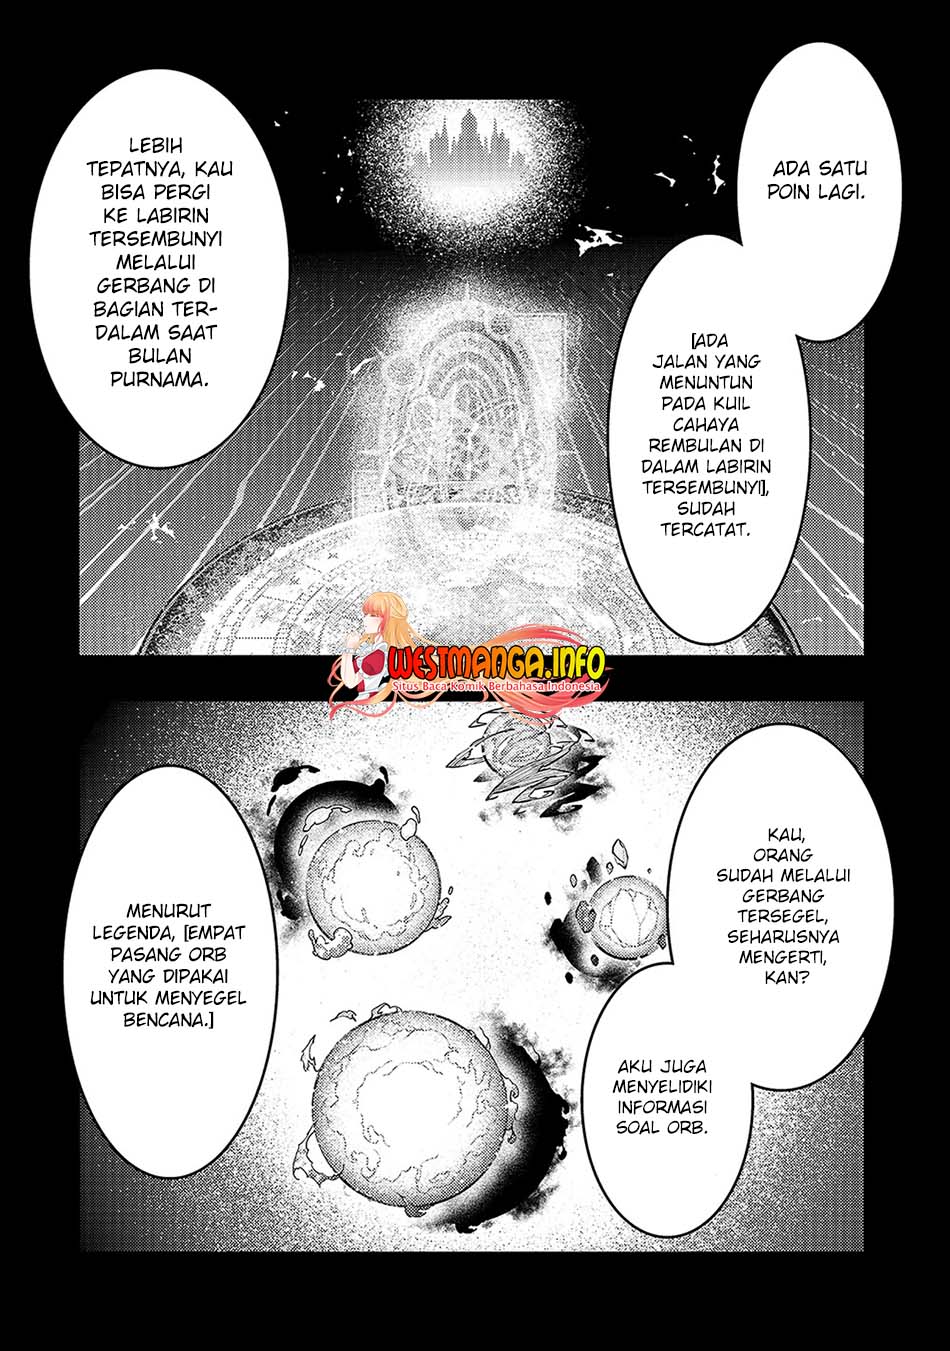 ADA SATU
POIN LAGI.
[ADA
JALAN YANG
MENUNTUN
PADA KUIL
CAHAYA
REMBULAN DI
DALAM LABIRIN
TERSEMBUNYI],
SUDAH
TERCATAT.
LEBIH
TEPATNYA, KAU
BISA PERGI
KE LABIRIN
TERSEMBUNYI
MELALUI
GERBANG DI
BAGIAN TER-
DALAM SAAT
BULAN
PURNAMA.
WESTMANGA.INFO
Situs Baca Komik Berbahasa Indonesia
KAU,
ORANG
SUDAH MELALUI
GERBANG
TERSEGEL,
SEHARUSNYA
MENGERTI,
KAN?
AKU JUGA
MENYELIDIKI
INFORMASI
SOAL ORB.
MENURUT
LEGENDA, [EMPAT
PASANG ORB
YANG DIPAKAI
UNTUK MENYEGEL
BENCANA.]